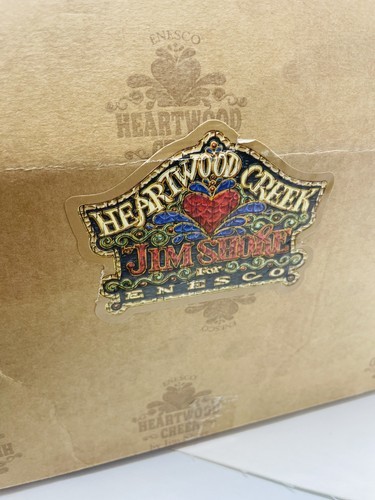 ENESCO
HEARTWOOD
HEARTWOOD CREEK
JIM SHORE
For
ENESCO
ENESCO
HEARTWOOD
CREEK